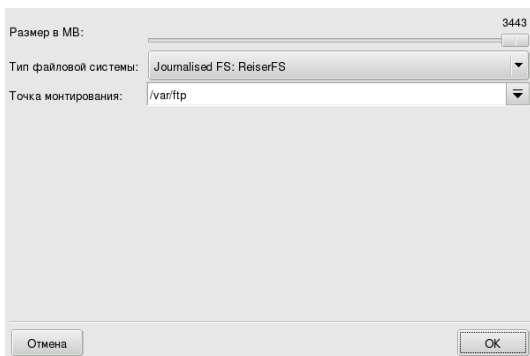 3443
Размер в MB:
Тип файловой системы: Journalised FS: ReiserFS
Точка монтирования: /var/ftp
Отмена OK